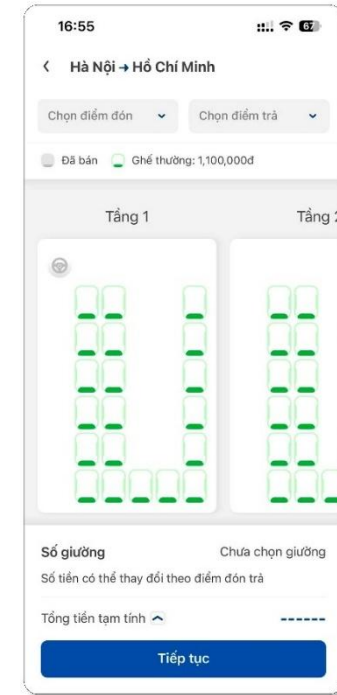 16:55
67
Hà Nội → Hồ Chí Minh
Chọn điểm đón Chọn điểm trả
Đã bán Ghế thường: 1,100,000đ
Tầng 1 Tầng 2
Số giường Chưa chọn giường
Số tiền có thể thay đổi theo điểm đón trả
Tổng tiền tạm tính ------
Tiếp tục